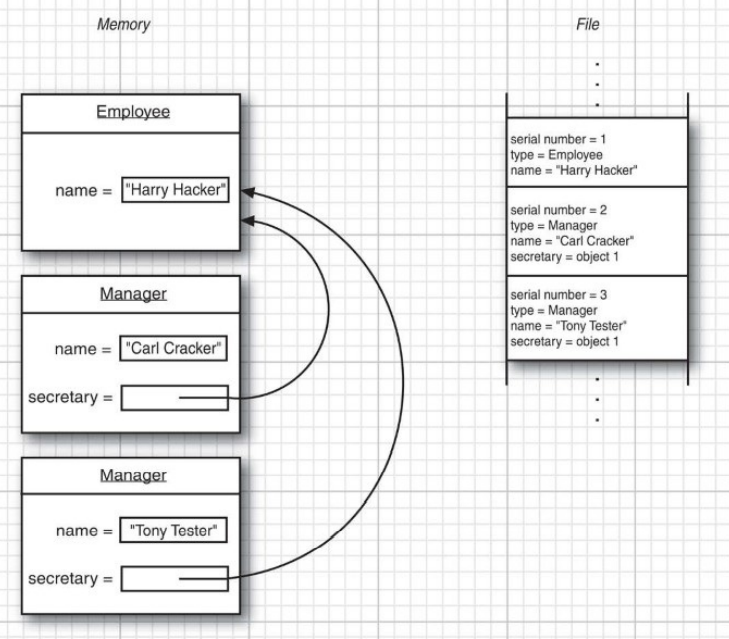 Memory
Employee
name = "Harry Hacker"
Manager
name = "Carl Cracker"
secretary =
Manager
name = "Tony Tester"
secretary =
File
serial number = 1
type = Employee
name = "Harry Hacker"
serial number = 2
type = Manager
name = "Carl Cracker"
secretary = object 1
serial number = 3
type = Manager
name = "Tony Tester"
secretary = object 1